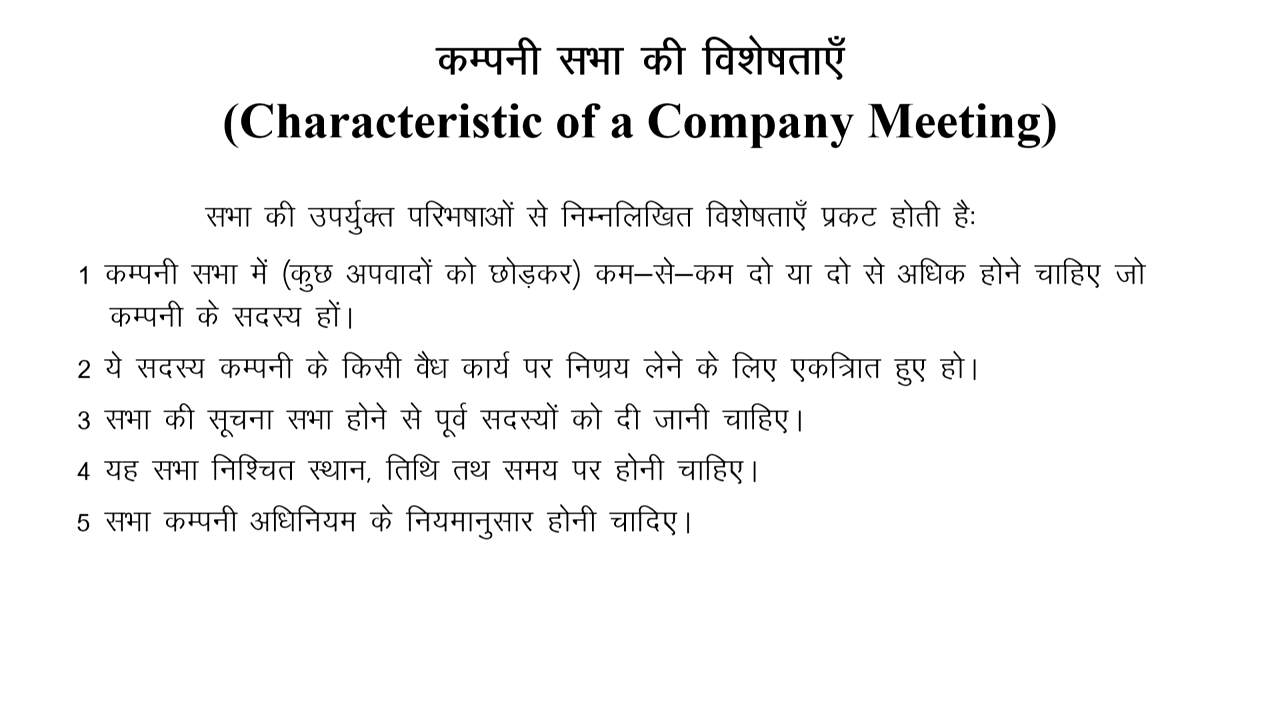 कम्पनी सभा की विशेषताएँ
(Characteristic of a Company Meeting)
सभा की उपर्युक्त परिभषाओं से निम्नलिखित विशेषताएँ प्रकट होती हैः
1 कम्पनी सभा में (कुछ अपवादों को छोड़कर) कम–से–कम दो या दो से अधिक होने चाहिए जो
कम्पनी के सदस्य हों।
2 ये सदस्य कम्पनी के किसी वैध कार्य पर निण्रय लेने के लिए एकत्रिात हुए हो।
3 सभा की सूचना सभा होने से पूर्व सदस्यों को दी जानी चाहिए।
4 यह सभा निश्चित स्थान, तिथि तथ समय पर होनी चाहिए।
5 सभा कम्पनी अधिनियम के नियमानुसार होनी चादिए।